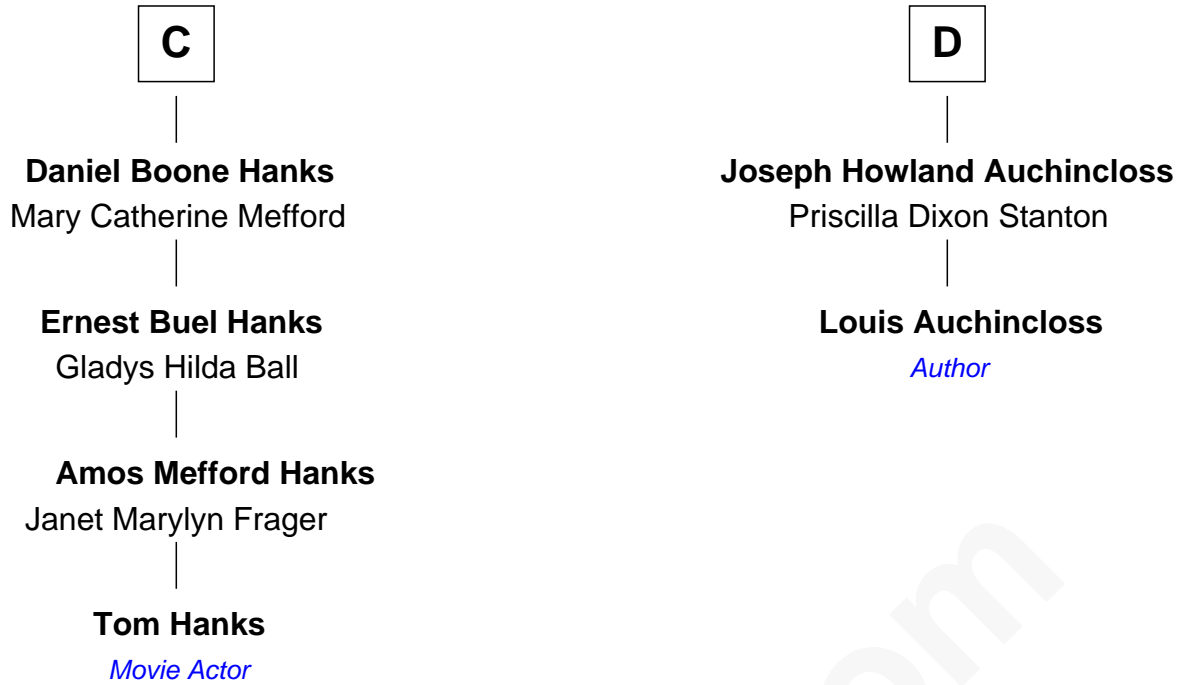 C
Daniel Boone Hanks
Mary Catherine Mefford
Ernest Buel Hanks
Gladys Hilda Ball
Amos Mefford Hanks
Janet Marylyn Frager
Tom Hanks
Movie Actor
D
Joseph Howland Auchincloss
Priscilla Dixon Stanton
Louis Auchincloss
Author
om